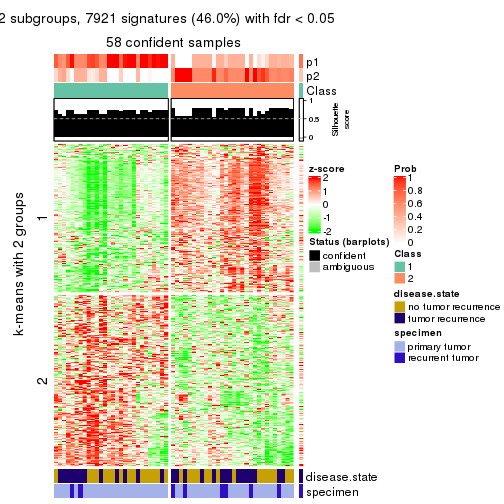 2 subgroups, 7921 signatures (46.0%) with fdr < 0.05
58 confident samples
p1
p2
Class
1
0.5
0
Silhouette
score
k-means with 2 groups
1
2
z-score
2
1
0
-1
-2
Status (barplots)
confident
ambiguous
Prob
1
0.8
0.6
0.4
0.2
0
Class
1
2
disease.state
no tumor recurrence
tumor recurrence
specimen
primary tumor
recurrent tumor
disease.state
specimen